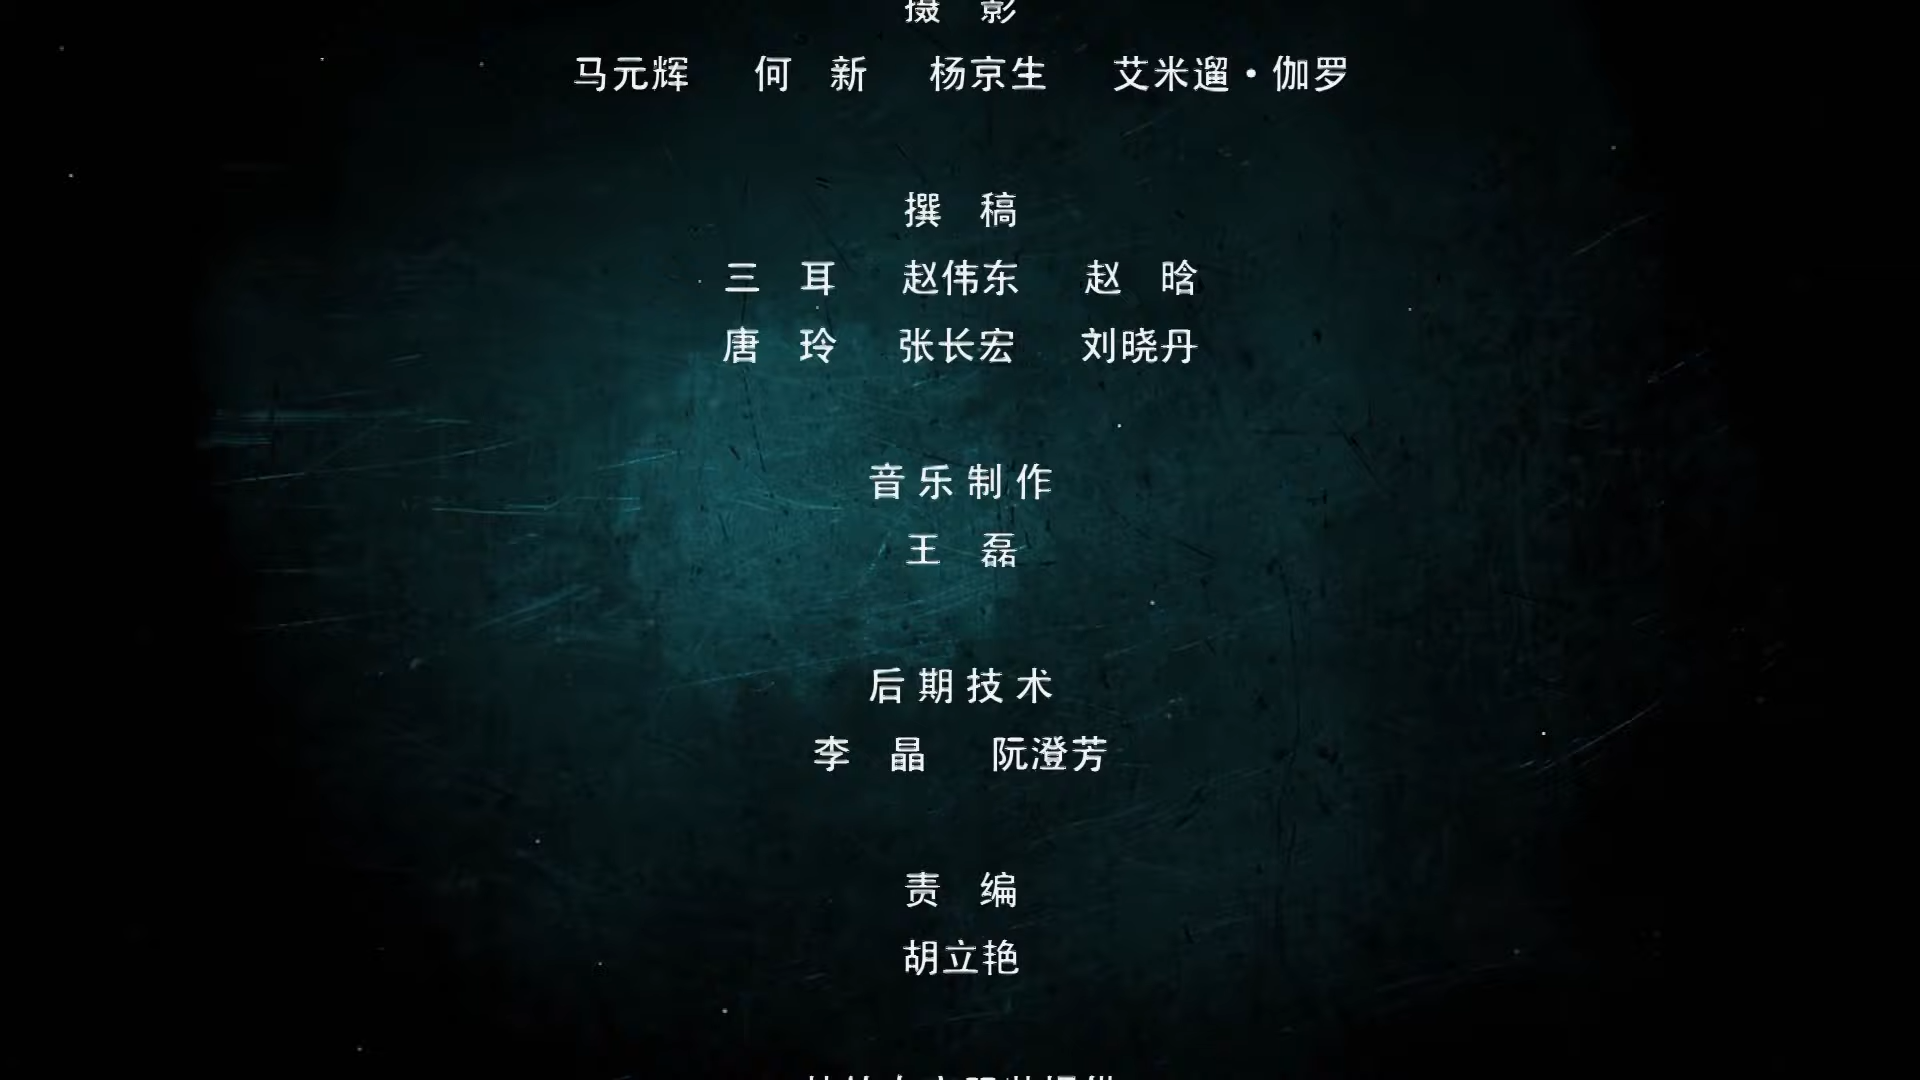 摄 影
马元辉 何 新 杨京生 艾米遛·伽罗
撰 稿
三 耳 赵伟东 赵 晗
唐 玲 张长宏 刘晓丹
音乐制作
王 磊
后期技术
李 晶 阮澄芳
责 编
胡立艳